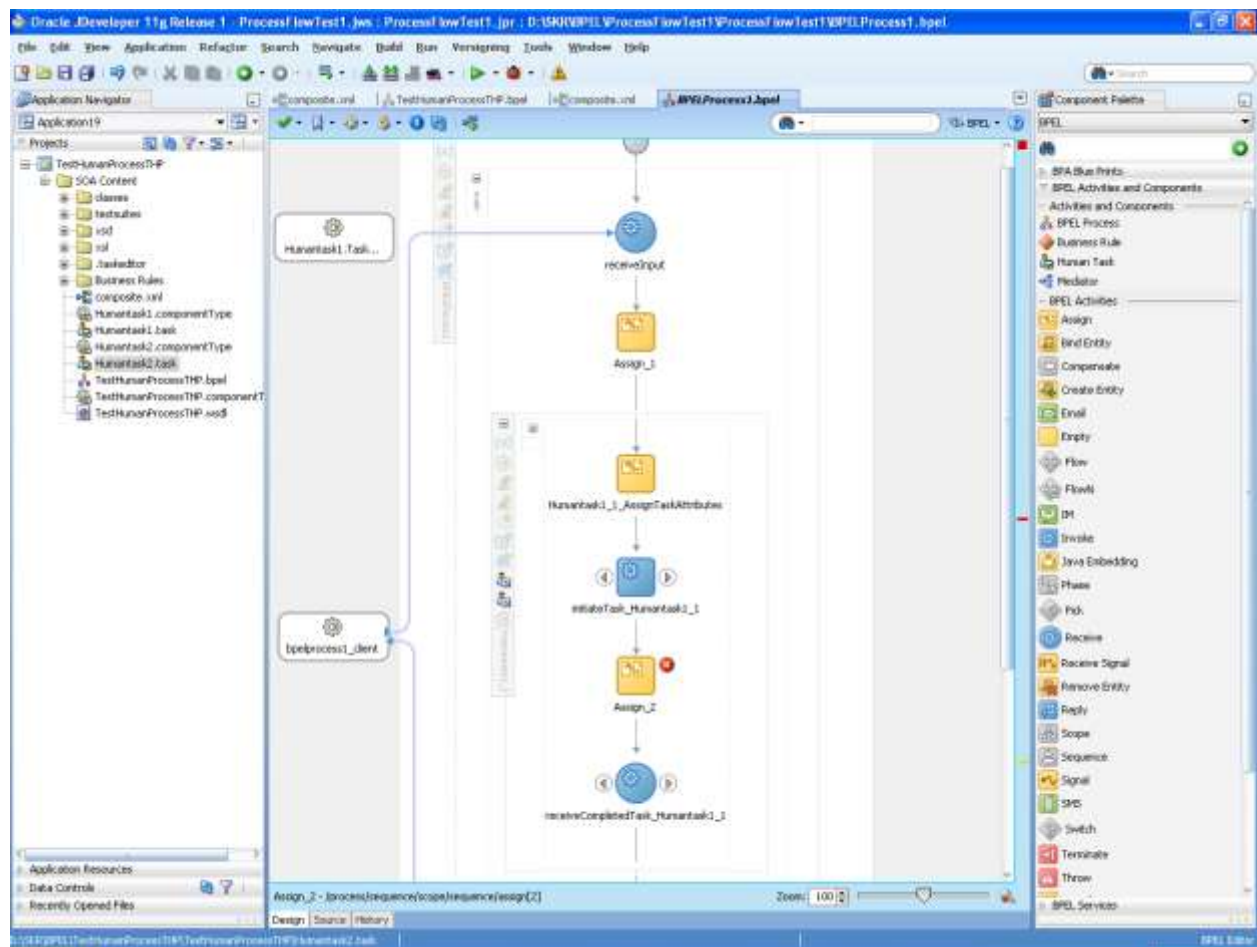 Oracle JDeveloper 11g Release 1 - ProcessFlowTest1.jws : ProcessFlowTest1.jpr : D:\SKR\BPEL\ProcessFlowTest1\ProcessFlowTest1\BPELProcess1.bpel
File Edit View Application Refactor Search Navigate Build Run Versioning Tools Window Help
Search
Application Navigator
composite.xml
TestHumanProcessTHP.bpel
composite.xml
BPELProcess1.bpel
Component Palette
Application19
BPEL
BPEL
Projects
TestHumanProcessTHP
SOA Content
classes
testsuites
xsd
xsl
.taskeditor
Business Rules
composite.xml
Humantask1.componentType
Humantask1.task
Humantask2.componentType
Humantask2.task
TestHumanProcessTHP.bpel
TestHumanProcessTHP.componentT
TestHumanProcessTHP.wsdl
Application Resources
Data Controls
Recently Opened Files
Humantask1.Task...
receiveInput
Assign_1
Humantask1_1_AssignTaskAttributes
initiateTask_Humantask1_1
bpelprocess1_client
Assign_2
receiveCompletedTask_Humantask1_1
Assign_2 - /process/sequence/scope/sequence/assign[2]
Zoom: 100
Design Source History
BPA Blue Prints
BPEL Activities and Components
Activities and Components
BPEL Process
Business Rule
Human Task
Mediator
BPEL Activities
Assign
Bind Entity
Compensate
Create Entity
Email
Empty
Flow
FlowN
IM
Invoke
Java Embedding
Phase
Pick
Receive
Receive Signal
Remove Entity
Reply
Scope
Sequence
Signal
SMS
Switch
Terminate
Throw
BPEL Services
BPEL Editor